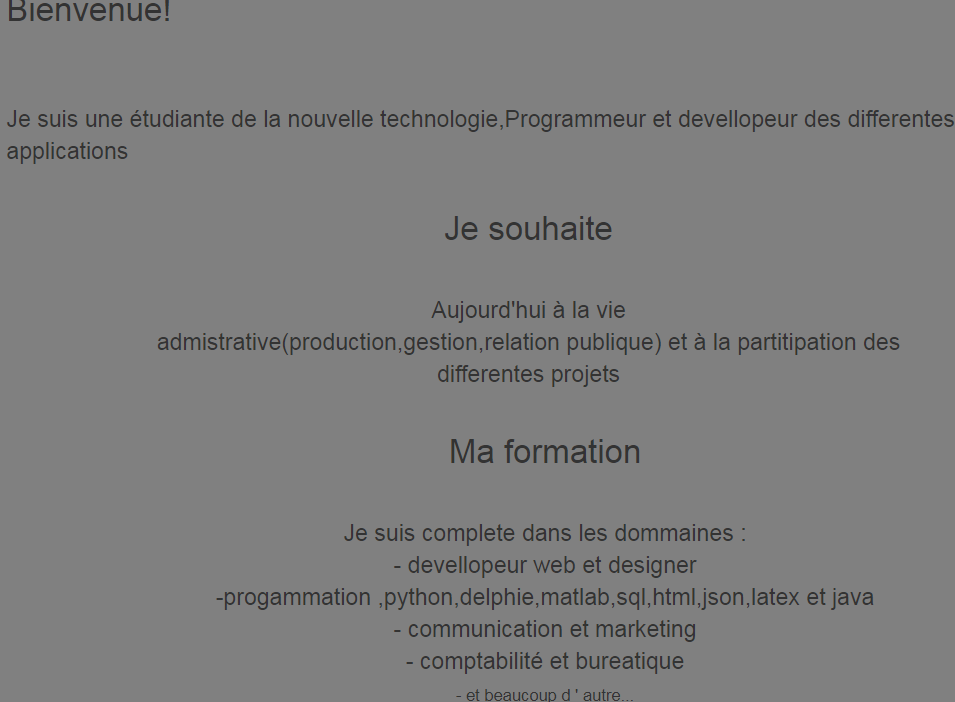 Bienvenue!
Je suis une étudiante de la nouvelle technologie,Programmeur et devellopeur des differentes
applications
Je souhaite
Aujourd'hui à la vie
admistrative(production,gestion,relation publique) et à la partitipation des
differentes projets
Ma formation
Je suis complete dans les dommaines :
- devellopeur web et designer
-progammation ,python,delphie,matlab,sql,html,json,latex et java
- communication et marketing
- comptabilité et bureatique
- et beaucoup d ' autre...